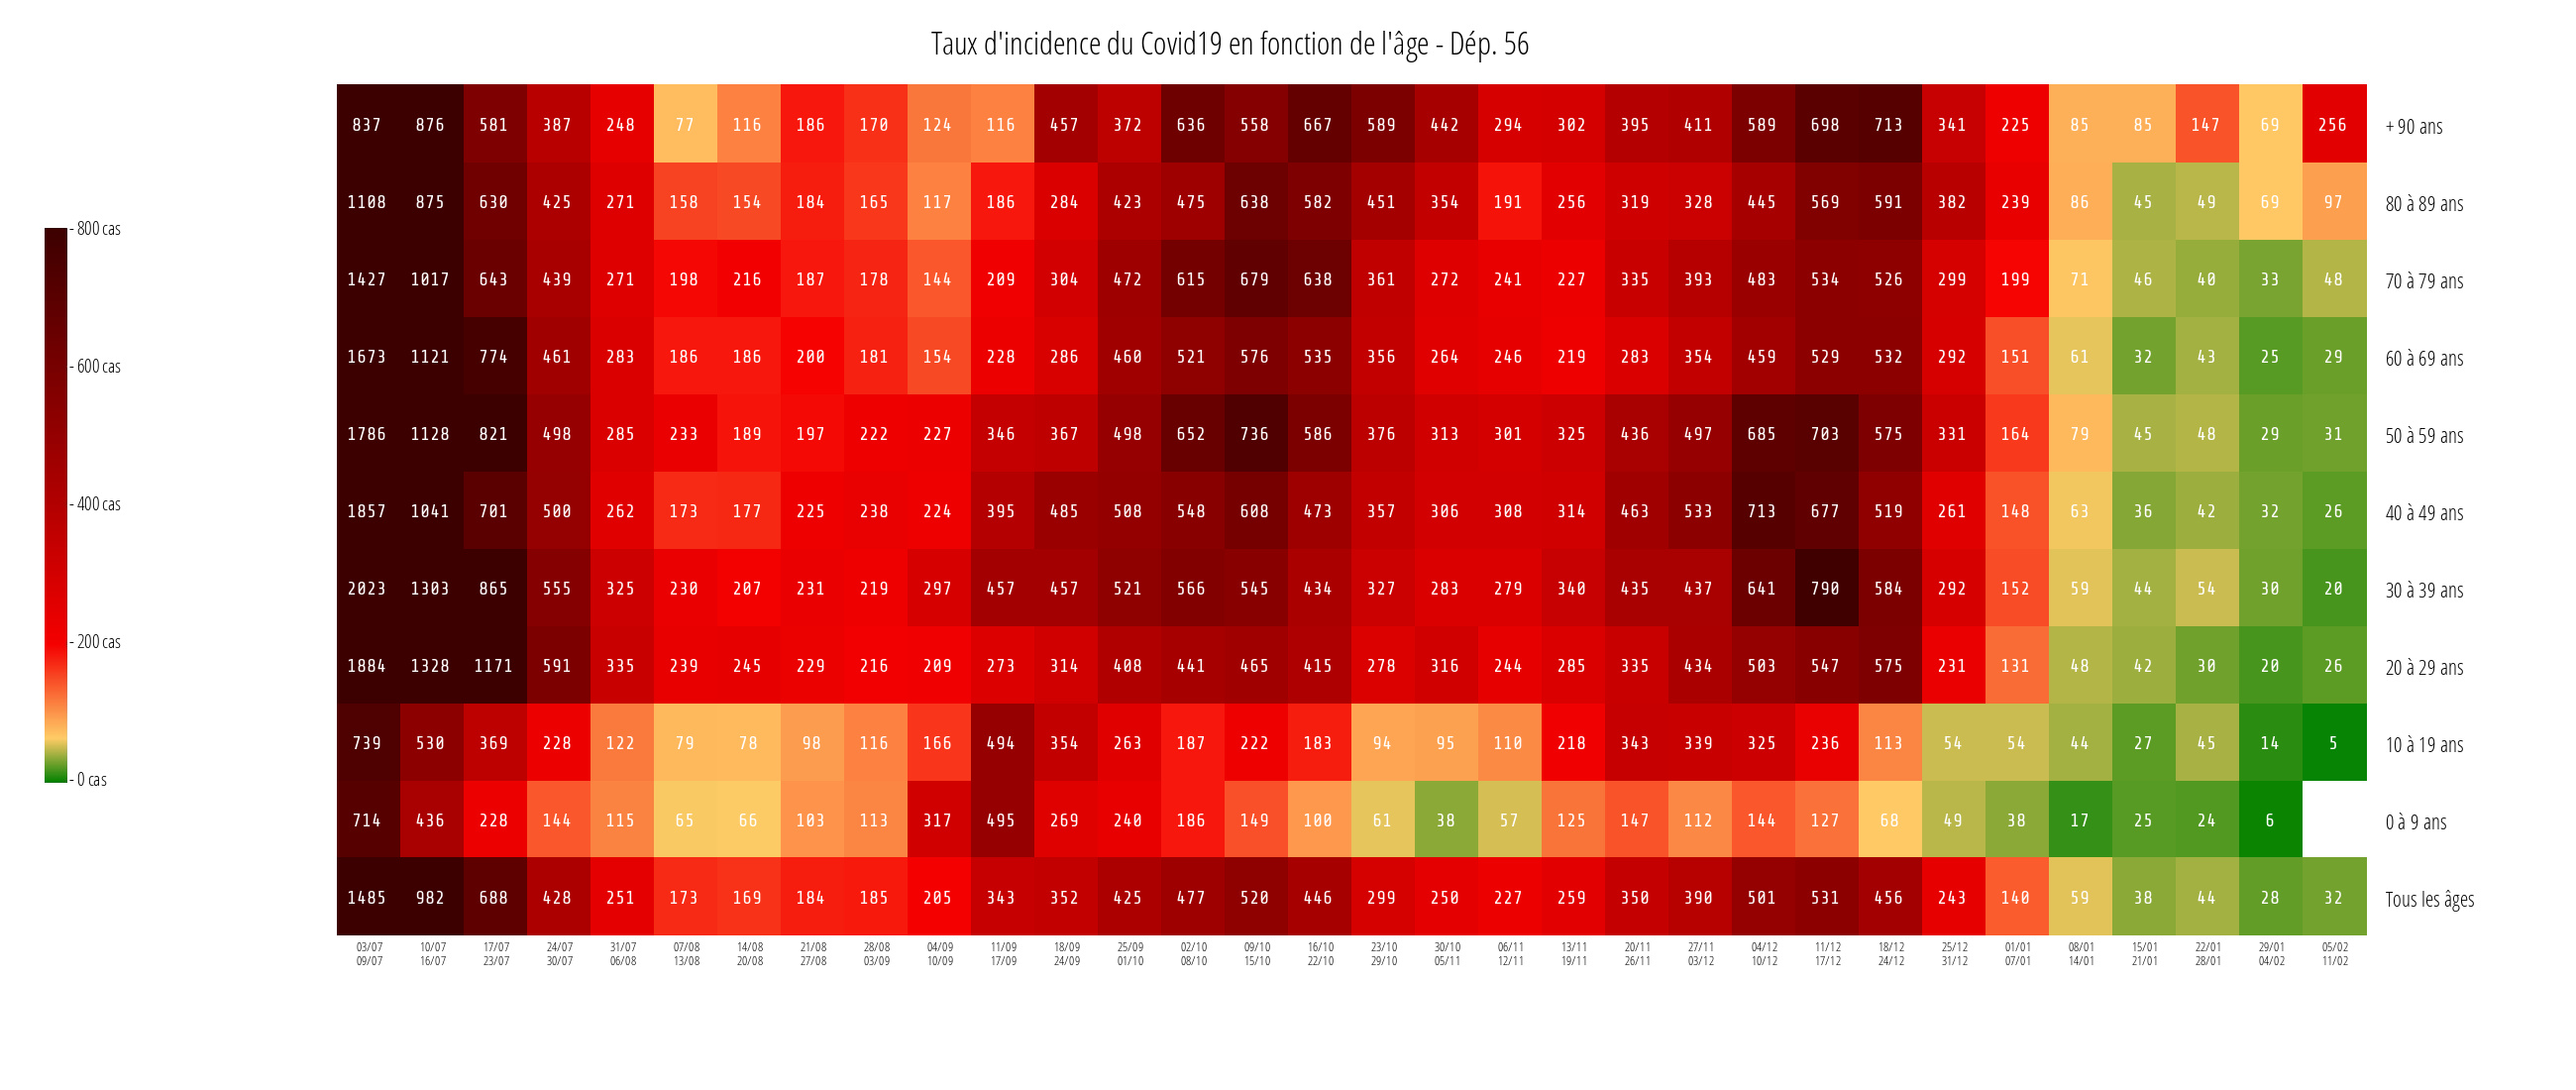 Taux d'incidence du Covid19 en fonction de l'âge - Dép. 56
837 876 581 387 248 77 116 186 170 124 116 457 372 636 558 667 589 442 294 302 395 411 589 698 713 341 225 85 85 147 69 256 + 90 ans
1108 875 630 425 271 158 154 184 165 117 186 284 423 475 638 582 451 354 191 256 319 328 445 569 591 382 239 86 45 49 69 97 80 à 89 ans
1427 1017 643 439 271 198 216 187 178 144 209 304 472 615 679 638 361 272 241 227 335 393 483 534 526 299 199 71 46 40 33 48 70 à 79 ans
1673 1121 774 461 283 186 186 200 181 154 228 286 460 521 576 535 356 264 246 219 283 354 459 529 532 292 151 61 32 43 25 29 60 à 69 ans
1786 1128 821 498 285 233 189 197 222 227 346 367 498 652 736 586 376 313 301 325 436 497 685 703 575 331 164 79 45 48 29 31 50 à 59 ans
1857 1041 701 500 262 173 177 225 238 224 395 485 508 548 608 473 357 306 308 314 463 533 713 677 519 261 148 63 36 42 32 26 40 à 49 ans
2023 1303 865 555 325 230 207 231 219 297 457 457 521 566 545 434 327 283 279 340 435 437 641 790 584 292 152 59 44 54 30 20 30 à 39 ans
1884 1328 1171 591 335 239 245 229 216 209 273 314 408 441 465 415 278 316 244 285 335 434 503 547 575 231 131 48 42 30 20 26 20 à 29 ans
739 530 369 228 122 79 78 98 116 166 494 354 263 187 222 183 94 95 110 218 343 339 325 236 113 54 54 44 27 45 14 5 10 à 19 ans
714 436 228 144 115 65 66 103 113 317 495 269 240 186 149 100 61 38 57 125 147 112 144 127 68 49 38 17 25 24 6 0 à 9 ans
1485 982 688 428 251 173 169 184 185 205 343 352 425 477 520 446 299 250 227 259 350 390 501 531 456 243 140 59 38 44 28 32 Tous les âges
03/07 10/07 17/07 24/07 31/07 07/08 14/08 21/08 28/08 04/09 11/09 18/09 25/09 02/10 09/10 16/10 23/10 30/10 06/11 13/11 20/11 27/11 04/12 11/12 18/12 25/12 01/01 08/01 15/01 22/01 29/01 05/02
09/07 16/07 23/07 30/07 06/08 13/08 20/08 27/08 03/09 10/09 17/09 24/09 01/10 08/10 15/10 22/10 29/10 05/11 12/11 19/11 26/11 03/12 10/12 17/12 24/12 31/12 07/01 14/01 21/01 28/01 04/02 11/02
- 800 cas
- 600 cas
- 400 cas
- 200 cas
- 0 cas